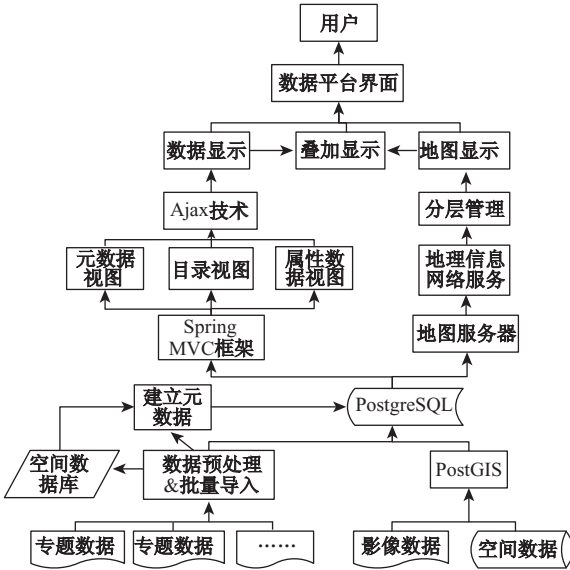 用户
数据平台界面
数据显示
叠加显示
地图显示
Ajax技术
分层管理
元数据
视图
目录视图
属性数
据视图
地理信息
网络服务
Spring
MVC框架
地图服务器
建立元
数据
PostgreSQL
空间数
据库
数据预处理
&批量导入
PostGIS
专题数据
专题数据
……
影像数据
空间数据